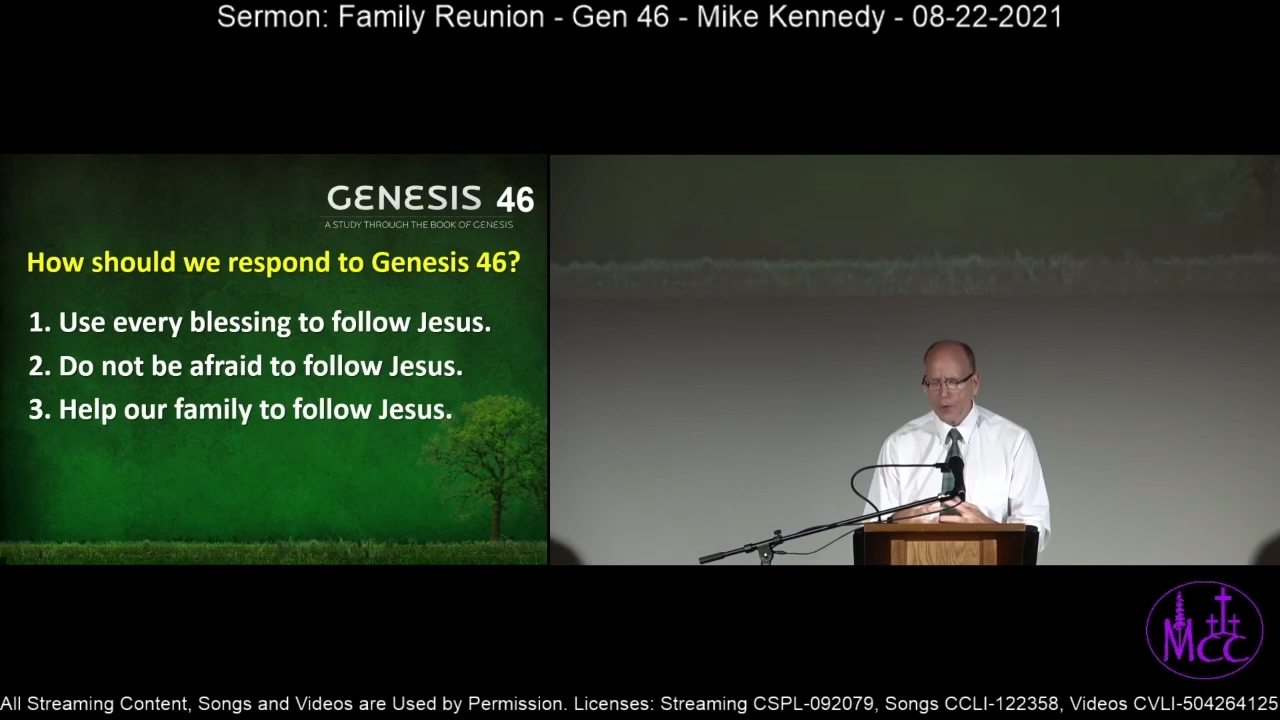 Sermon: Family Reunion - Gen 46 - Mike Kennedy - 08-22-2021
GENESIS 46
A STUDY THROUGH THE BOOK OF GENESIS
How should we respond to Genesis 46?
1. Use every blessing to follow Jesus.
2. Do not be afraid to follow Jesus.
3. Help our family to follow Jesus.
MCC
All Streaming Content, Songs and Videos are Used by Permission. Licenses: Streaming CSPL-092079, Songs CCLI-122358, Videos CVLI-504264125